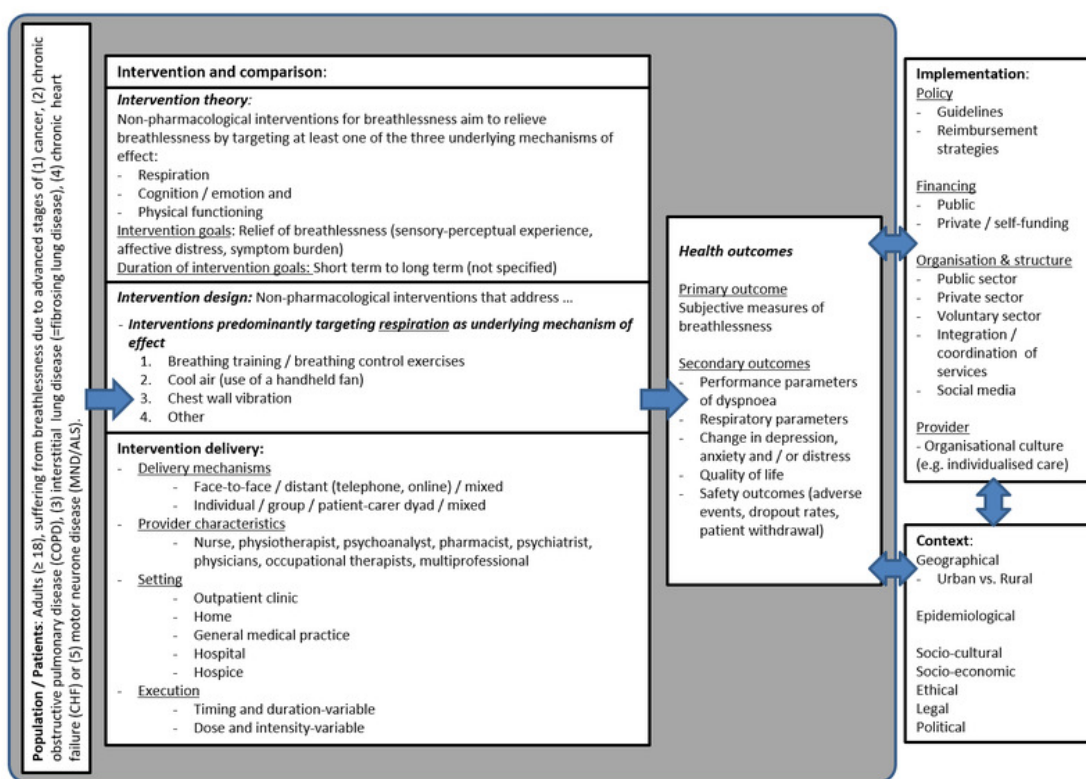 Population / Patients: Adults (≥ 18), suffering from breathlessness due to advanced stages of (1) cancer, (2) chronic
obstructive pulmonary disease (COPD), (3) interstitial lung disease (=fibrosing lung disease), (4) chronic heart
failure (CHF) or (5) motor neurone disease (MND/ALS).
Intervention and comparison:
Intervention theory:
Non-pharmacological interventions for breathlessness aim to relieve
breathlessness by targeting at least one of the three underlying mechanisms of
effect:
- Respiration
- Cognition / emotion and
- Physical functioning
Intervention goals: Relief of breathlessness (sensory-perceptual experience,
affective distress, symptom burden)
Duration of intervention goals: Short term to long term (not specified)
Intervention design: Non-pharmacological interventions that address ...
- Interventions predominantly targeting respiration as underlying mechanism of
effect
1. Breathing training / breathing control exercises
2. Cool air (use of a handheld fan)
3. Chest wall vibration
4. Other
Intervention delivery:
- Delivery mechanisms
- Face-to-face / distant (telephone, online) / mixed
- Individual / group / patient-carer dyad / mixed
- Provider characteristics
- Nurse, physiotherapist, psychoanalyst, pharmacist, psychiatrist,
physicians, occupational therapists, multiprofessional
- Setting
- Outpatient clinic
- Home
- General medical practice
- Hospital
- Hospice
- Execution
- Timing and duration-variable
- Dose and intensity-variable
Health outcomes
Primary outcome
Subjective measures of
breathlessness
Secondary outcomes
- Performance parameters
of dyspnoea
- Respiratory parameters
- Change in depression,
anxiety and / or distress
- Quality of life
- Safety outcomes (adverse
events, dropout rates,
patient withdrawal)
Implementation:
Policy
- Guidelines
- Reimbursement
strategies
Financing
- Public
- Private / self-funding
Organisation & structure
- Public sector
- Private sector
- Voluntary sector
- Integration /
coordination of
services
- Social media
Provider
- Organisational culture
(e.g. individualised care)
Context:
Geographical
- Urban vs. Rural
Epidemiological
Socio-cultural
Socio-economic
Ethical
Legal
Political